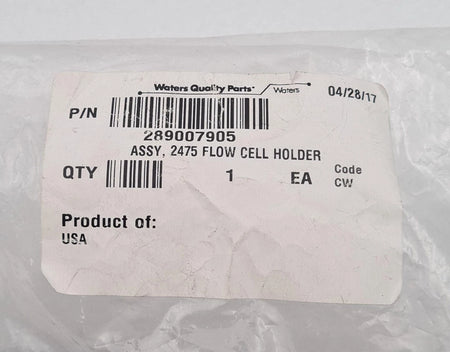 Waters Quality Parts Waters 04/28/17
P/N
289007905
ASSY, 2475 FLOW CELL HOLDER
QTY 1 EA Code
CW
Product of:
USA